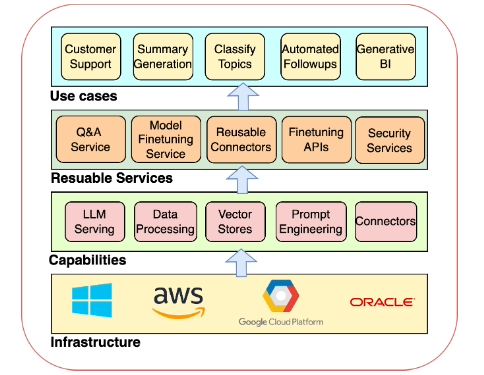 Customer
Support
Summary
Generation
Classify
Topics
Automated
Followups
Generative
BI
Use cases
Q&A
Service
Model
Finetuning
Service
Reusable
Connectors
Finetuning
APIs
Security
Services
Resuable Services
LLM
Serving
Data
Processing
Vector
Stores
Prompt
Engineering
Connectors
Capabilities
aws
Google Cloud Platform
ORACLE
Infrastructure